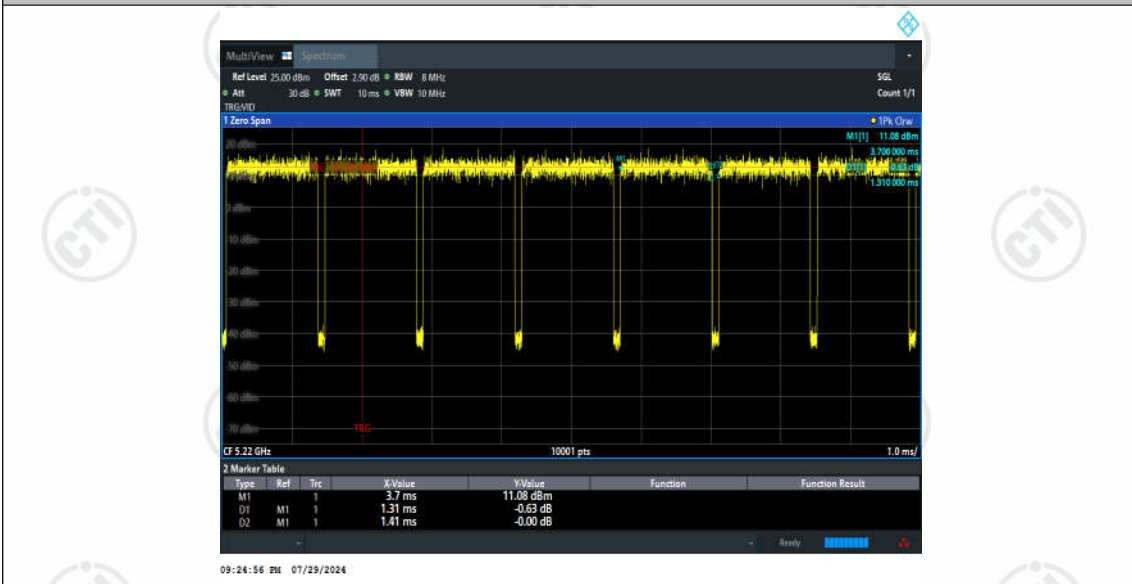 MultiView Spectrum
Ref Level 25.00 dBm Offset 2.90 dB RBW 8 MHz SGL
Att 30 dB SWT 10 ms VBW 10 MHz Count 1/1
TRG:VID
1 Zero Span 1Pk Clrw
M1[1] 11.08 dBm
20 dBm
3.700 000 ms
M1
D1[1] -0.63 dB
1.310 000 ms
0 dBm
-10 dBm
-20 dBm
-30 dBm
-40 dBm
-50 dBm
-60 dBm
-70 dBm
TRG
CF 5.22 GHz 10001 pts 1.0 ms/
2 Marker Table
Type Ref Trc X-Value Y-Value Function Function Result
M1 1 3.7 ms 11.08 dBm
D1 M1 1 1.31 ms -0.63 dB
D2 M1 1 1.41 ms -0.00 dB
Ready
09:24:56 PM 07/29/2024
CTI
CTI